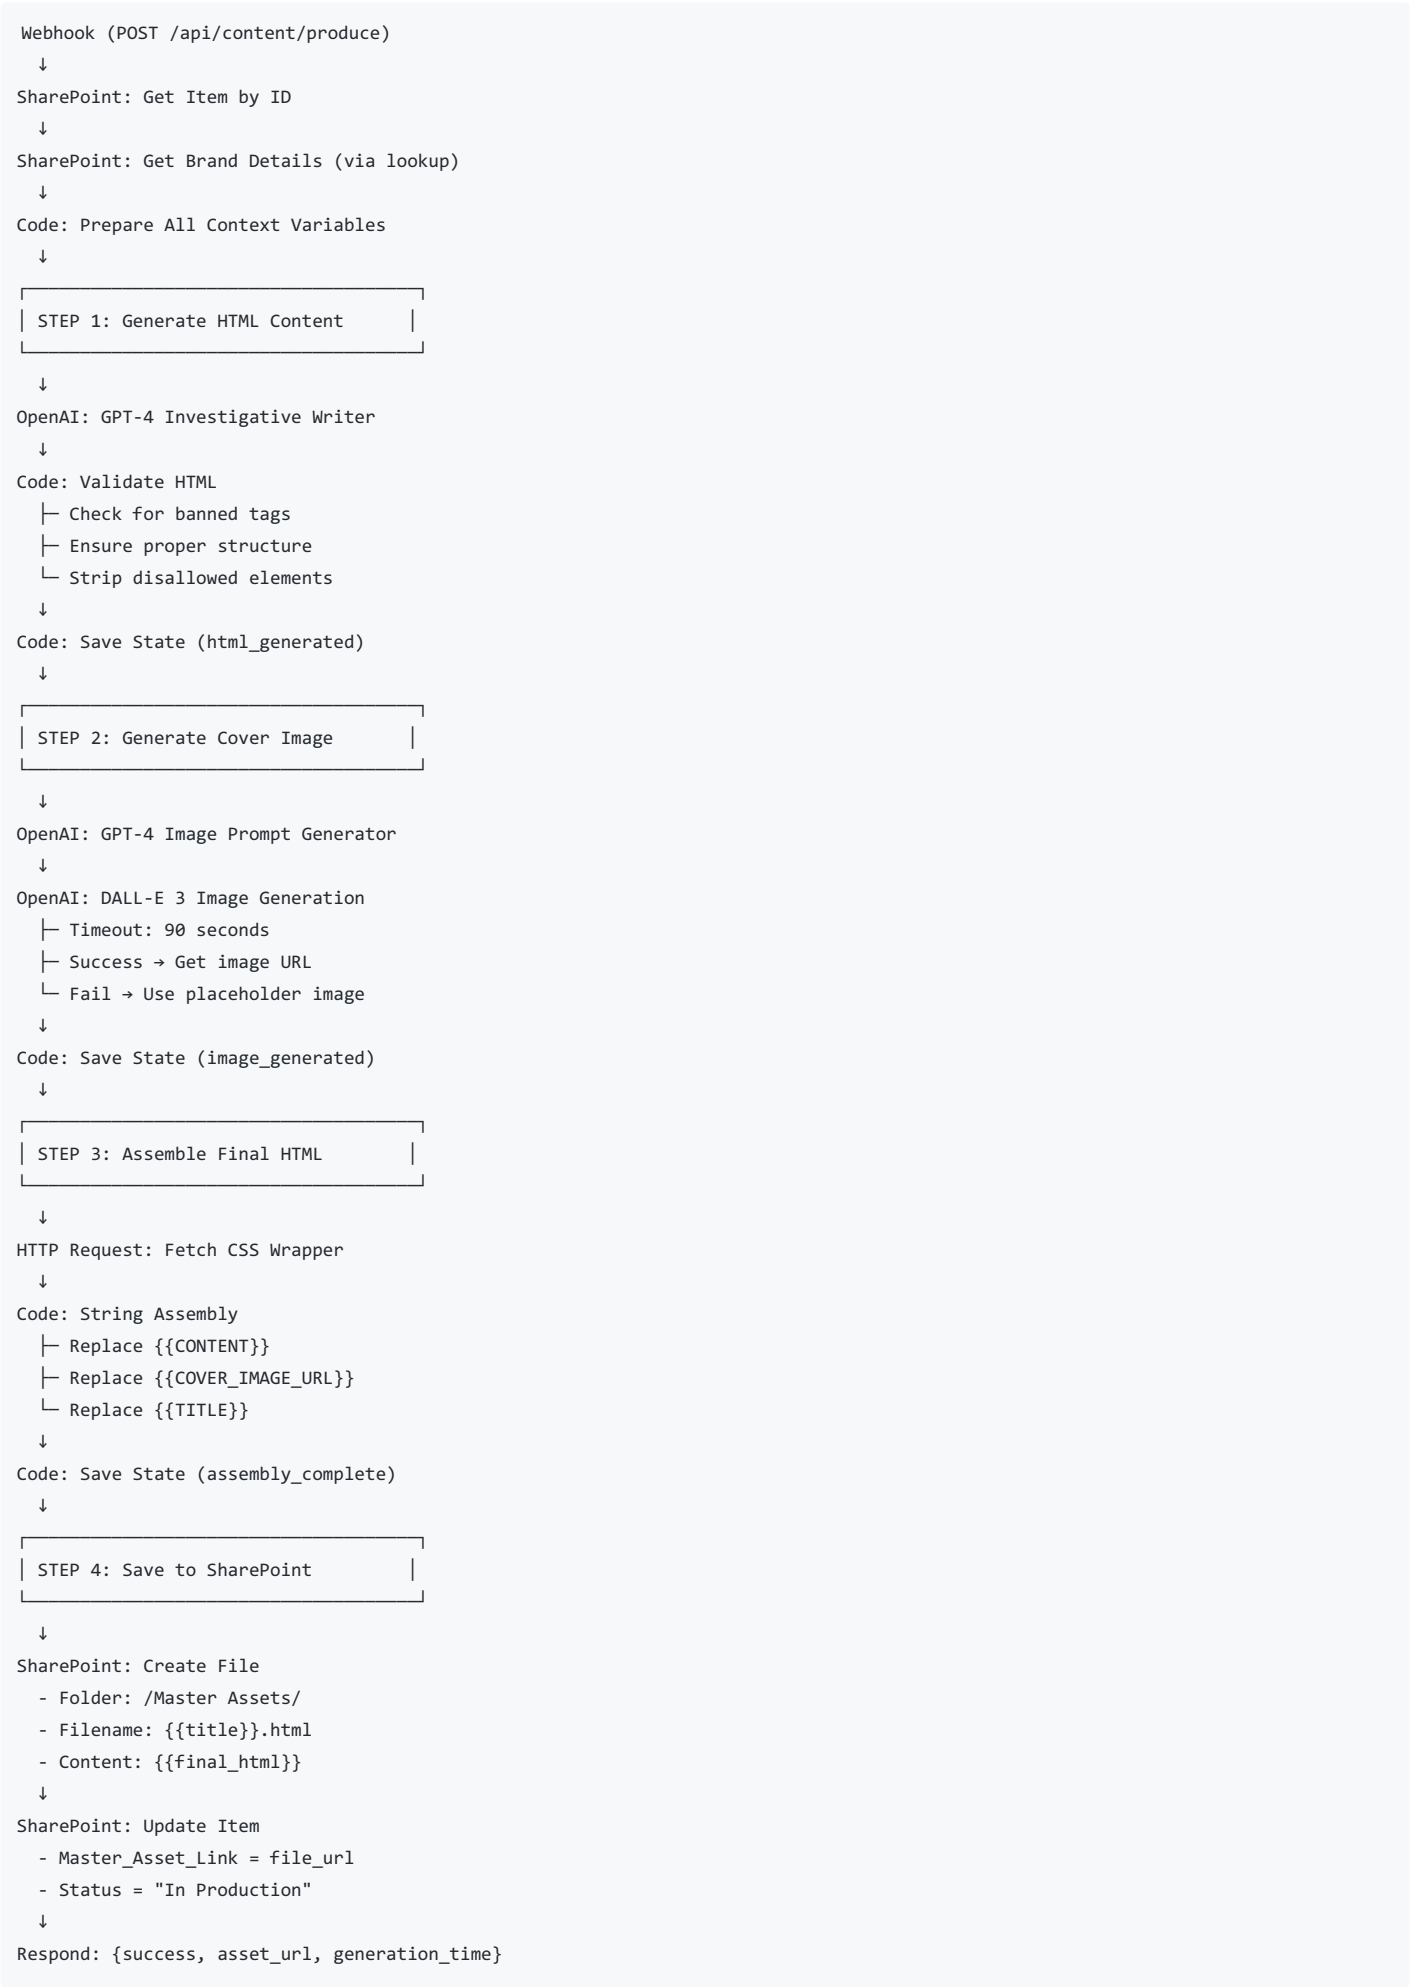 Webhook (POST /api/content/produce)
↓
SharePoint: Get Item by ID
↓
SharePoint: Get Brand Details (via lookup)
↓
Code: Prepare All Context Variables
↓
STEP 1: Generate HTML Content
↓
OpenAI: GPT-4 Investigative Writer
↓
Code: Validate HTML
├─ Check for banned tags
├─ Ensure proper structure
└─ Strip disallowed elements
↓
Code: Save State (html_generated)
↓
STEP 2: Generate Cover Image
↓
OpenAI: GPT-4 Image Prompt Generator
↓
OpenAI: DALL-E 3 Image Generation
├─ Timeout: 90 seconds
├─ Success → Get image URL
└─ Fail → Use placeholder image
↓
Code: Save State (image_generated)
↓
STEP 3: Assemble Final HTML
↓
HTTP Request: Fetch CSS Wrapper
↓
Code: String Assembly
├─ Replace {{CONTENT}}
├─ Replace {{COVER_IMAGE_URL}}
└─ Replace {{TITLE}}
↓
Code: Save State (assembly_complete)
↓
STEP 4: Save to SharePoint
↓
SharePoint: Create File
- Folder: /Master Assets/
- Filename: {{title}}.html
- Content: {{final_html}}
↓
SharePoint: Update Item
- Master_Asset_Link = file_url
- Status = "In Production"
↓
Respond: {success, asset_url, generation_time}